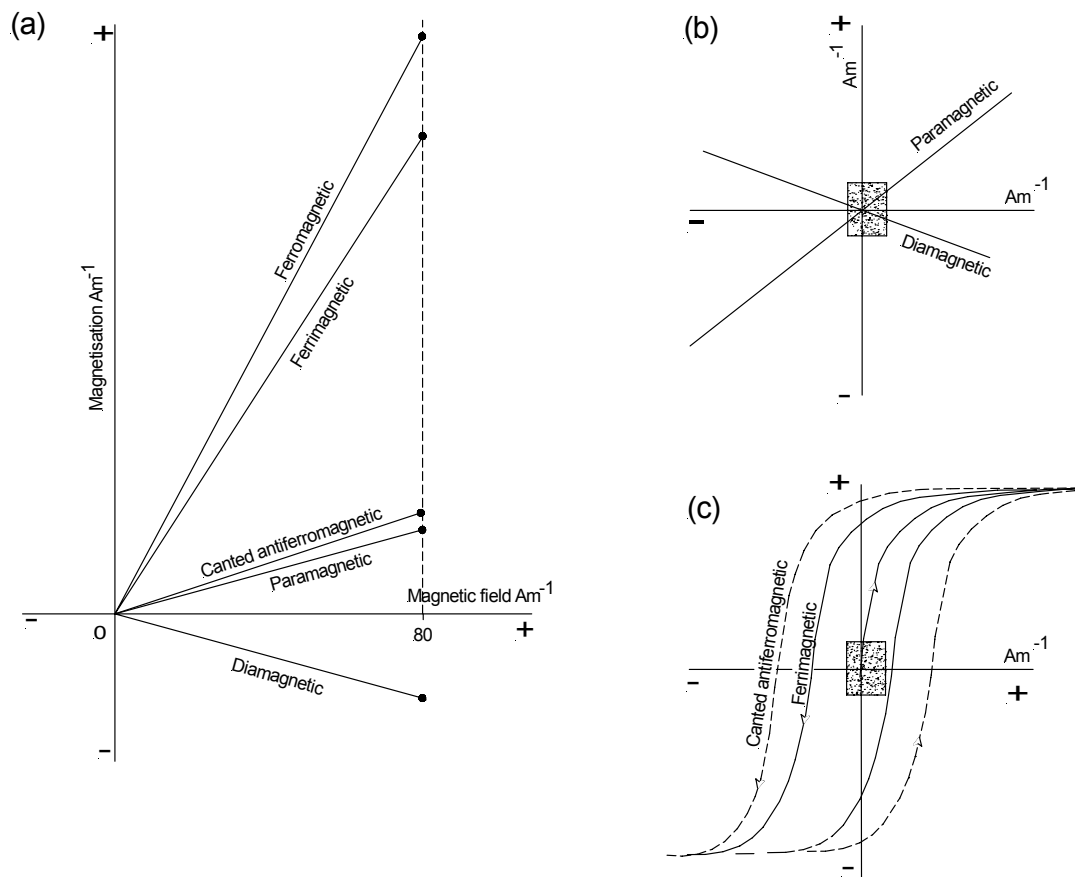 (a)
+
Magnetisation Am⁻¹
Ferromagnetic
Ferrimagnetic
Canted antiferromagnetic
Paramagnetic
Magnetic field Am⁻¹
-
O
80
+
Diamagnetic
-
(b)
+
Am⁻¹
Paramagnetic
Am⁻¹
-
Diamagnetic
-
(c)
+
Canted antiferromagnetic
Ferrimagnetic
Am⁻¹
-
+
-